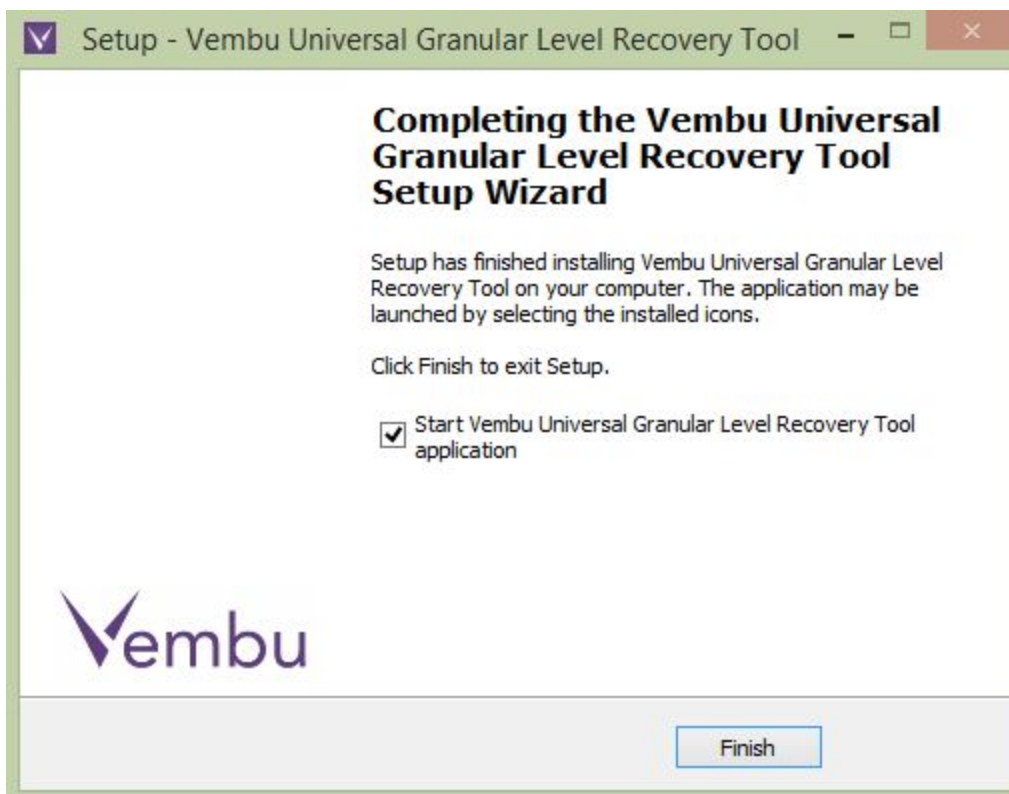 Setup - Vembu Universal Granular Level Recovery Tool
Completing the Vembu Universal
Granular Level Recovery Tool
Setup Wizard
Setup has finished installing Vembu Universal Granular Level
Recovery Tool on your computer. The application may be
launched by selecting the installed icons.
Click Finish to exit Setup.
Start Vembu Universal Granular Level Recovery Tool
application
Vembu
Finish